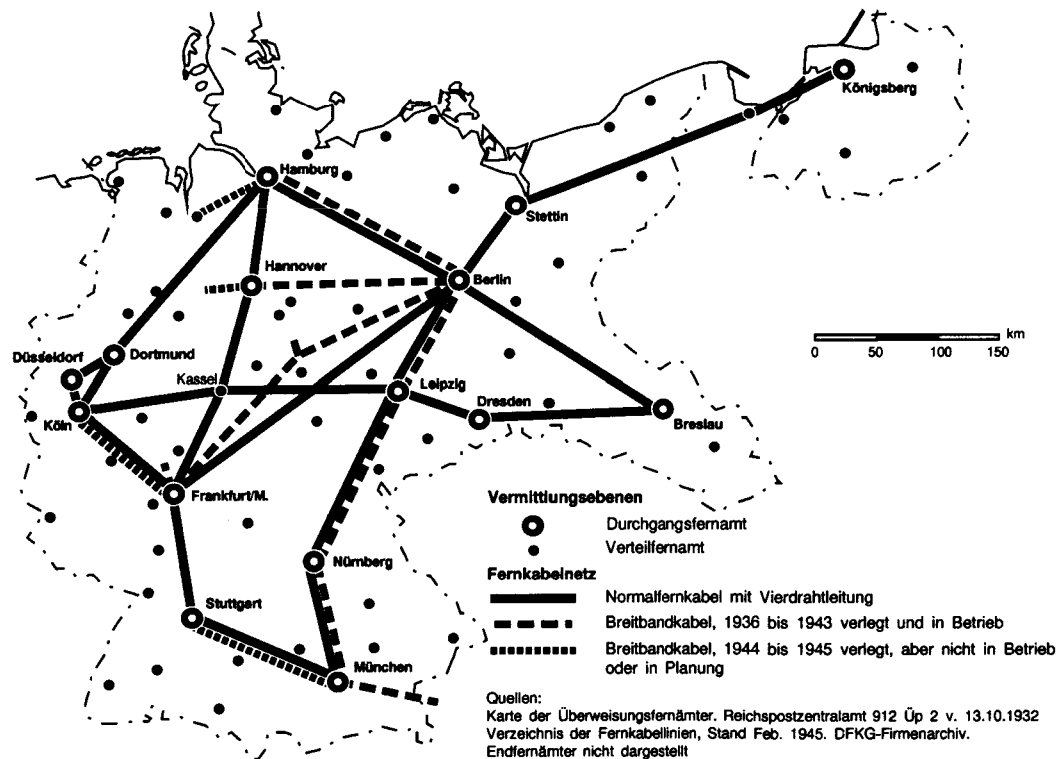 Königsberg
Hamburg
Stettin
Hannover
Berlin
km
0 50 100 150
Düsseldorf
Dortmund
Kassel
Leipzig
Dresden
Köln
Breslau
Frankfurt/M.
Nürnberg
Stuttgart
München
Vermittlungsebenen
Durchgangsfernamt
Verteilfernamt
Fernkabelnetz
Normalfernkabel mit Vierdrahtleitung
Breitbandkabel, 1936 bis 1943 verlegt und in Betrieb
Breitbandkabel, 1944 bis 1945 verlegt, aber nicht in Betrieb
oder in Planung
Quellen:
Karte der Überweisungsfernämter. Reichspostzentralamt 912 Üp 2 v. 13.10.1932
Verzeichnis der Fernkabellinien, Stand Feb. 1945. DFKG-Firmenarchiv.
Endfernämter nicht dargestellt